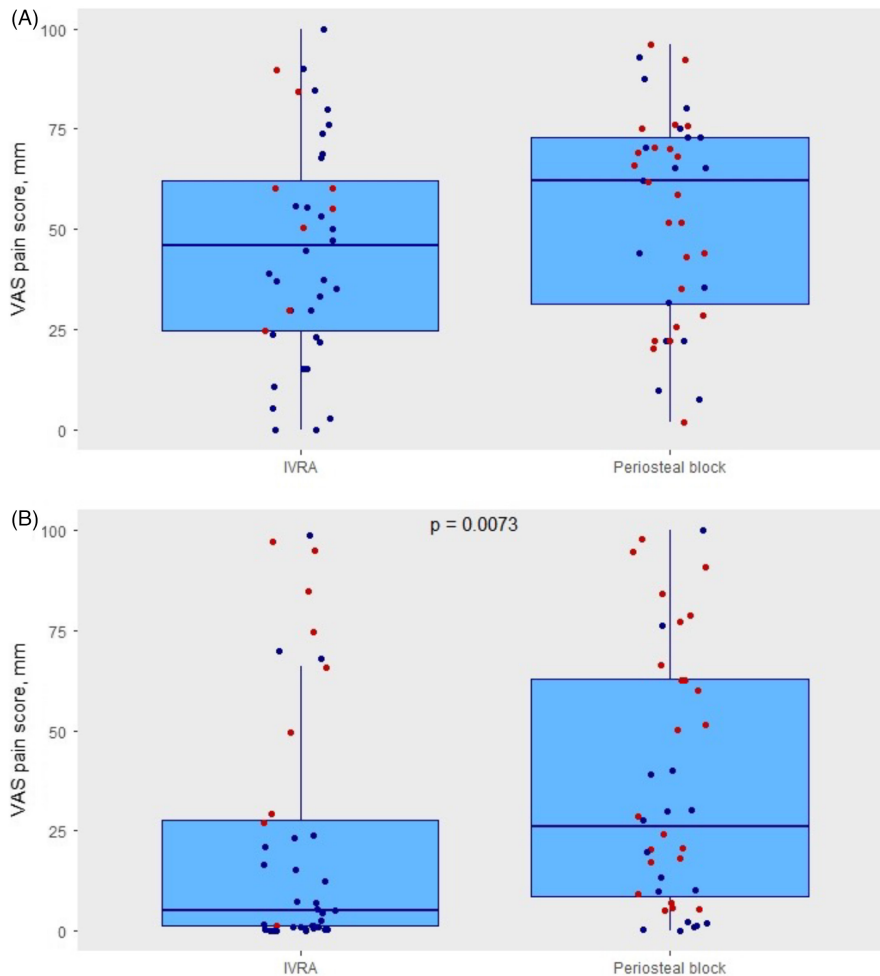 (A)
100
75
50
25
0
VAS pain score, mm
IVRA
Periosteal block
(B)
p = 0.0073
100
75
50
25
0
VAS pain score, mm
IVRA
Periosteal block